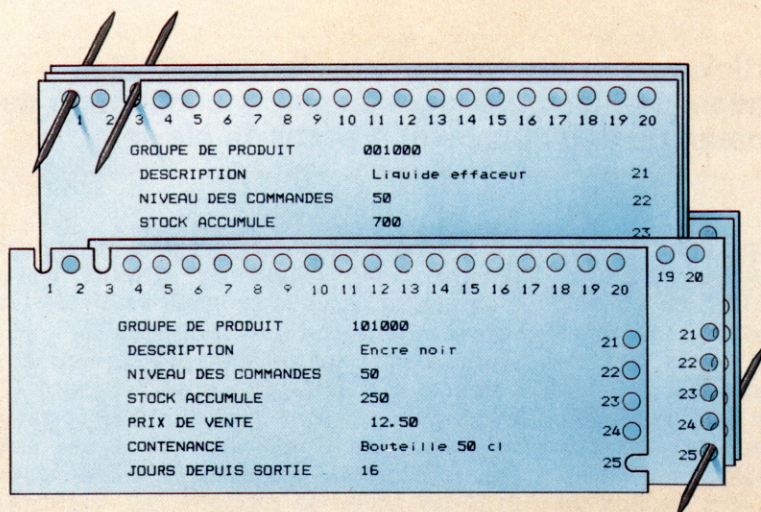 1 2 3 4 5 6 7 8 9 10 11 12 13 14 15 16 17 18 19 20
GROUPE DE PRODUIT 001000
DESCRIPTION Liquide effaceur 21
NIVEAU DES COMMANDES 50 22
STOCK ACCUMULE 700 23
1 2 3 4 5 6 7 8 9 10 11 12 13 14 15 16 17 18 19 20
GROUPE DE PRODUIT 101000
DESCRIPTION Encre noir 21
NIVEAU DES COMMANDES 50 22
STOCK ACCUMULE 250 23
PRIX DE VENTE 12.50 24
CONTENANCE Bouteille 50 cl
JOURS DEPUIS SORTIE 16 25
19 20
21
22
23
24
25